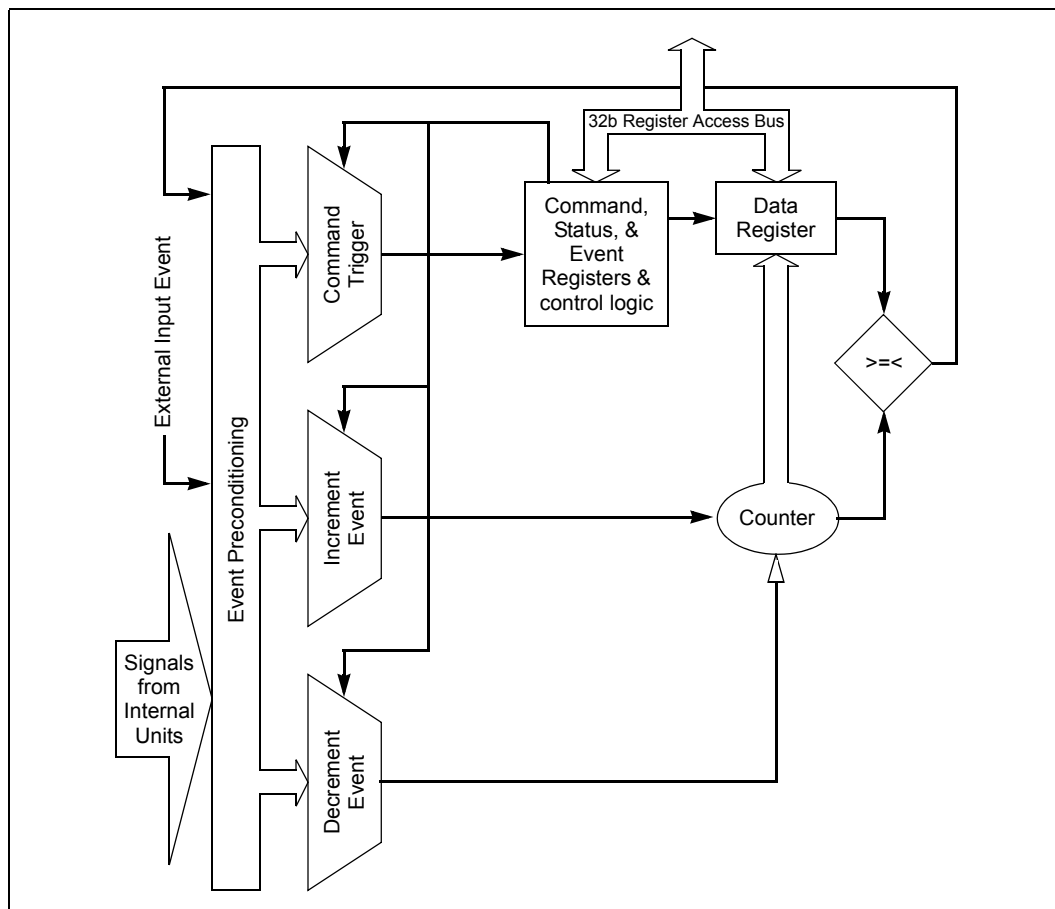 32b Register Access Bus
External Input Event
Event Preconditioning
Signals
from
Internal
Units
Command
Trigger
Increment
Event
Decrement
Event
Command,
Status, &
Event
Registers &
control logic
Data
Register
>=<
Counter